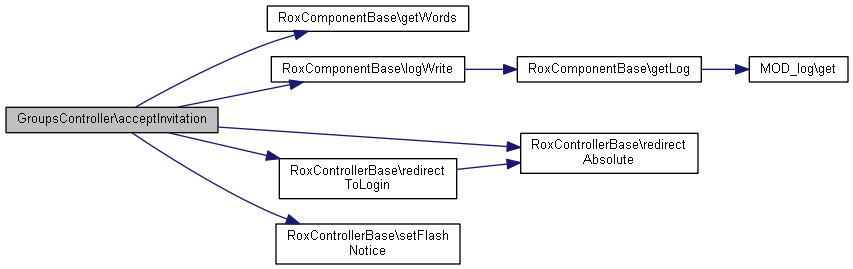 RoxComponentBase\getWords
RoxComponentBase\logWrite
RoxComponentBase\getLog
MOD_log\get
GroupsController\acceptInvitation
RoxControllerBase\redirect
Absolute
RoxControllerBase\redirect
ToLogin
RoxControllerBase\setFlash
Notice